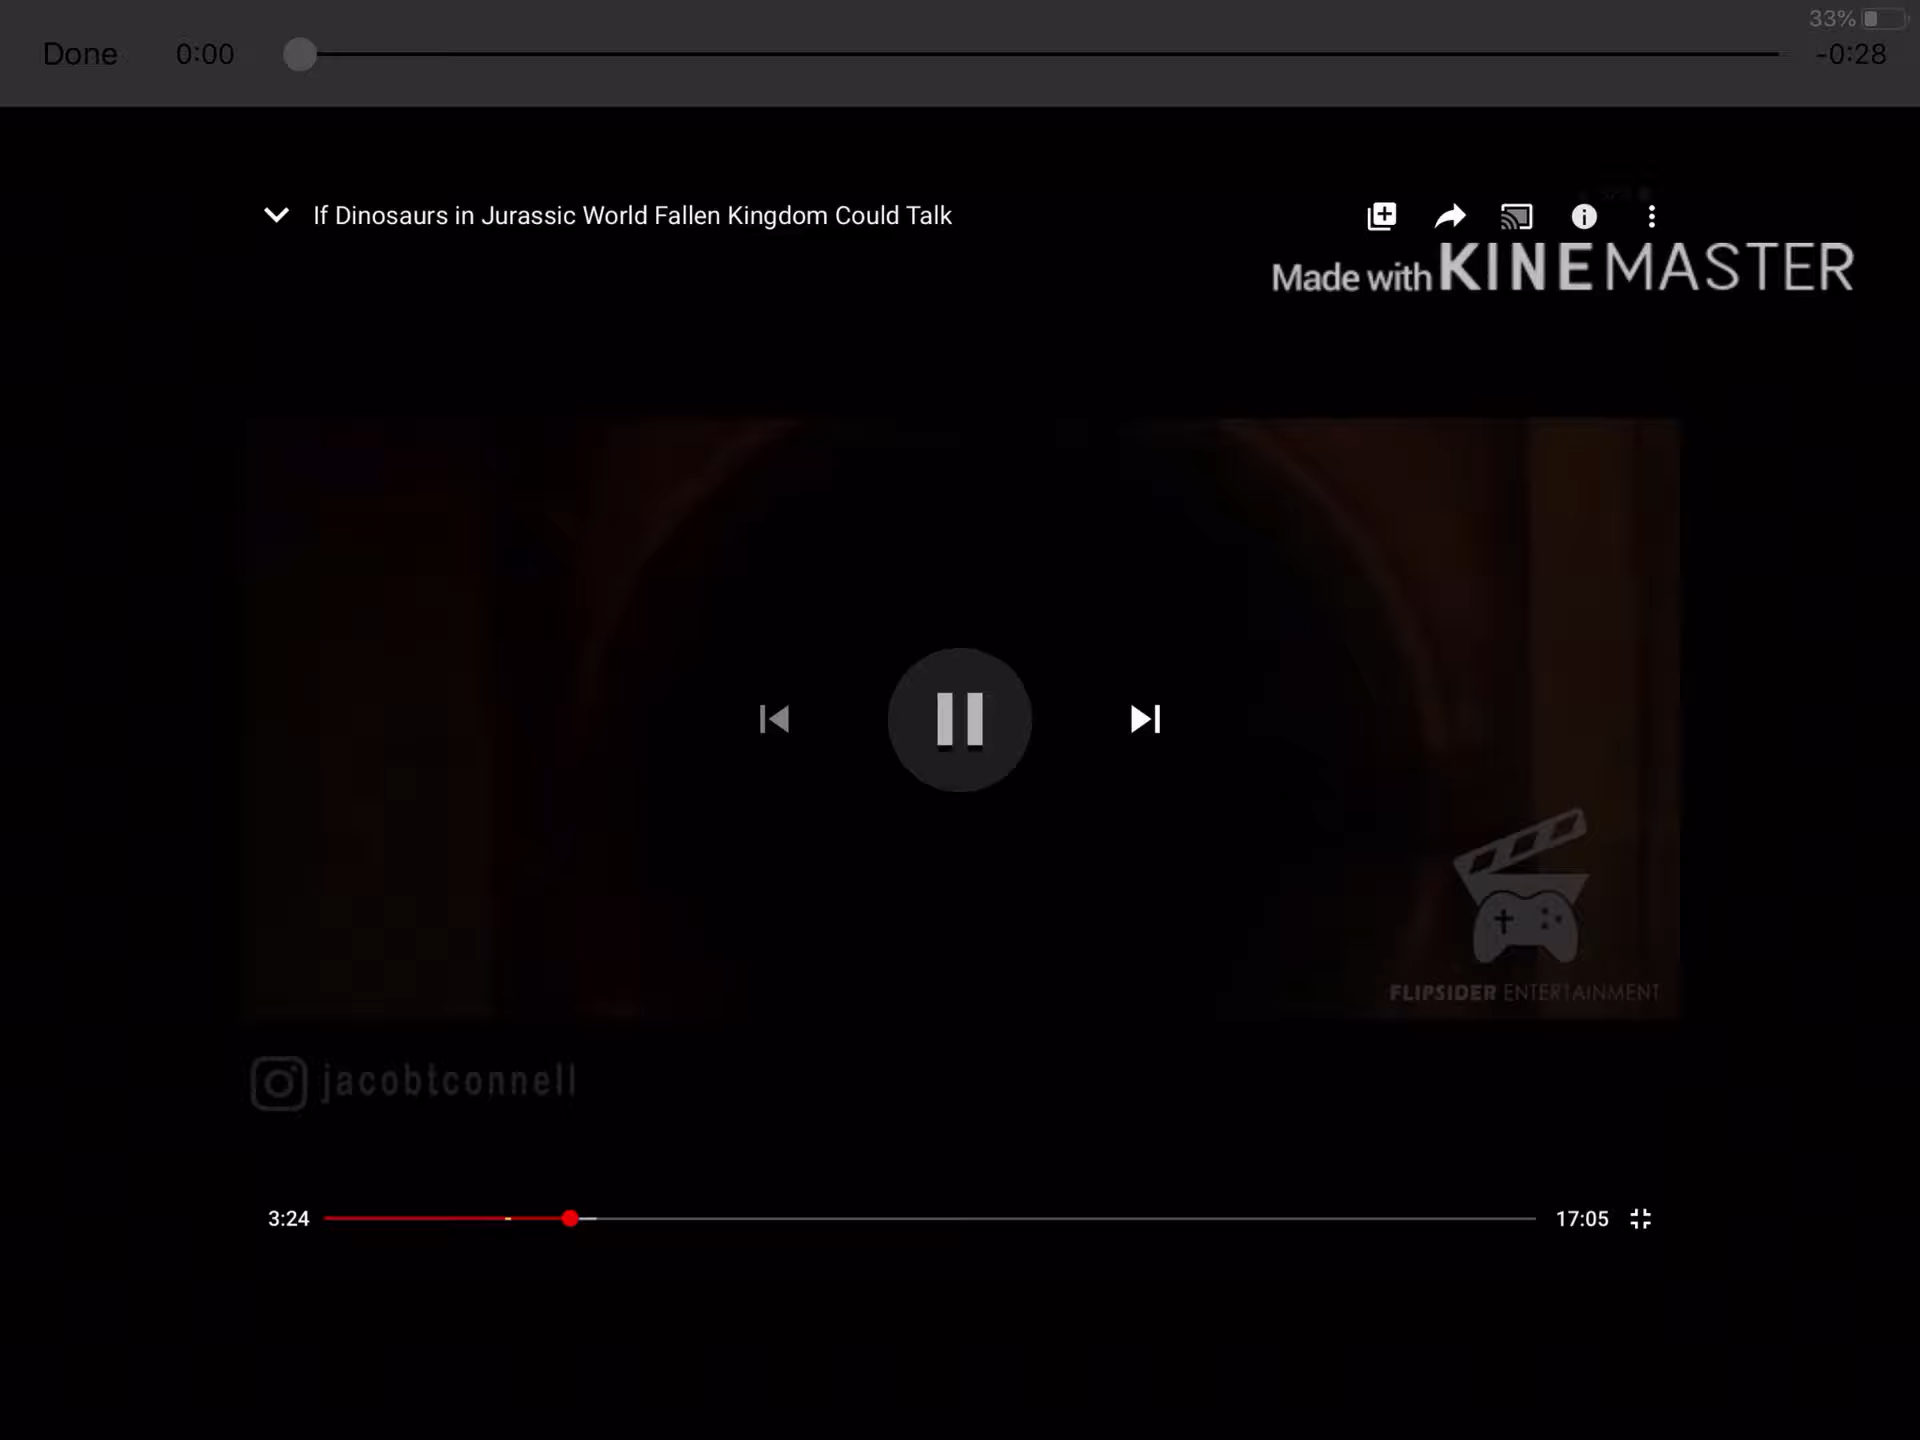 33%
Done 0:00 -0:28
If Dinosaurs in Jurassic World Fallen Kingdom Could Talk
Made with KINEMASTER
FLIPSIDER ENTERTAINMENT
jacobtconnell
3:24 17:05